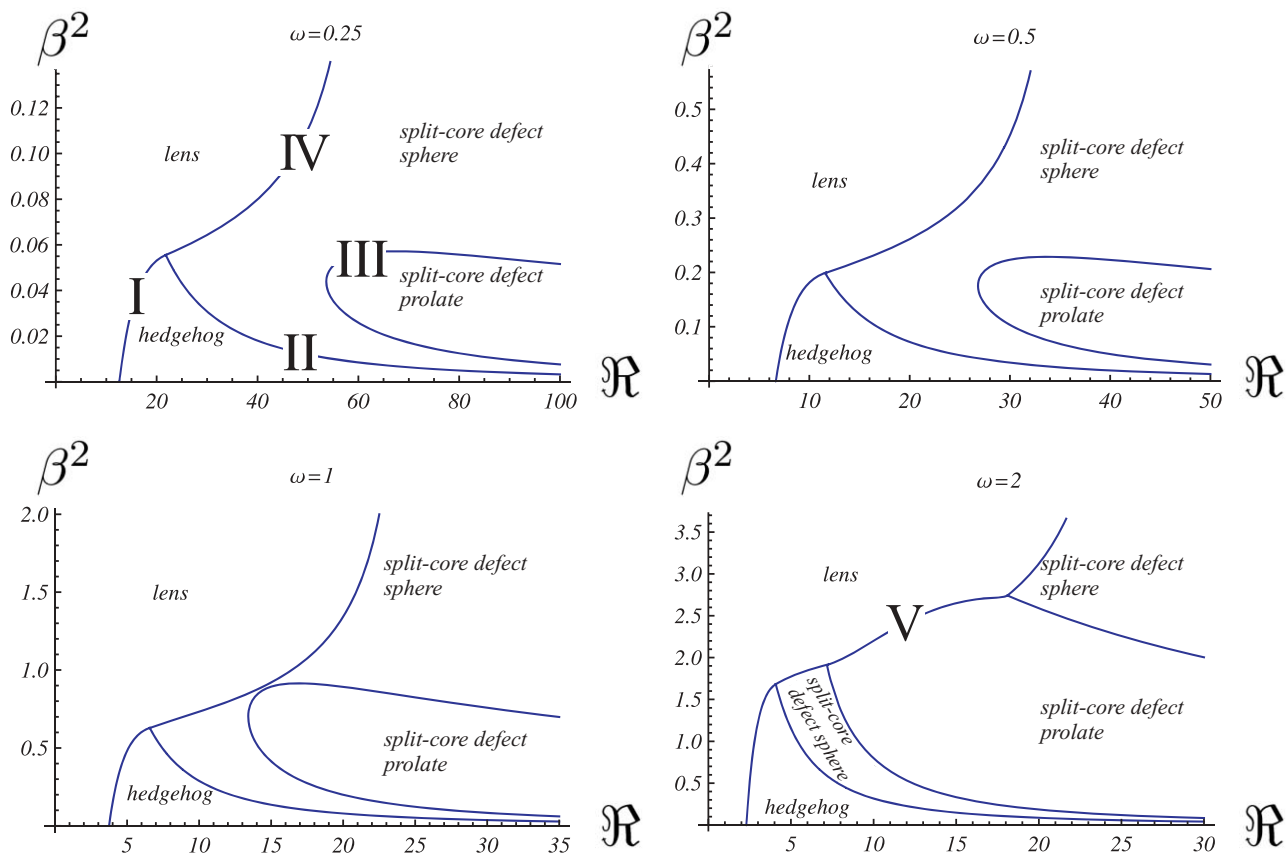 β²
ω=0.25
0.12
0.10
0.08
0.06
0.04
0.02
lens
IV
split-core defect
sphere
I
III
split-core defect
prolate
hedgehog
II
20
40
60
80
100
ℜ
β²
ω=0.5
0.5
0.4
0.3
0.2
0.1
lens
split-core defect
sphere
split-core defect
prolate
hedgehog
10
20
30
40
50
ℜ
β²
ω=1
2.0
1.5
1.0
0.5
lens
split-core defect
sphere
split-core defect
prolate
hedgehog
5
10
15
20
25
30
35
ℜ
β²
ω=2
3.5
3.0
2.5
2.0
1.5
1.0
0.5
lens
split-core defect
sphere
V
split-core
defect sphere
split-core defect
prolate
hedgehog
5
10
15
20
25
30
ℜ